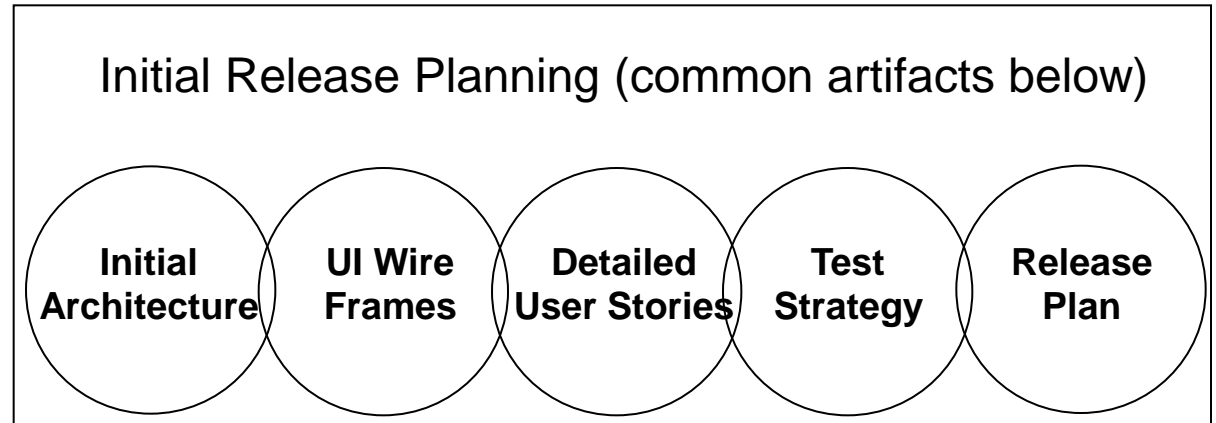 Initial Release Planning (common artifacts below)
Initial
Architecture
UI Wire
Frames
Detailed
User Stories
Test
Strategy
Release
Plan